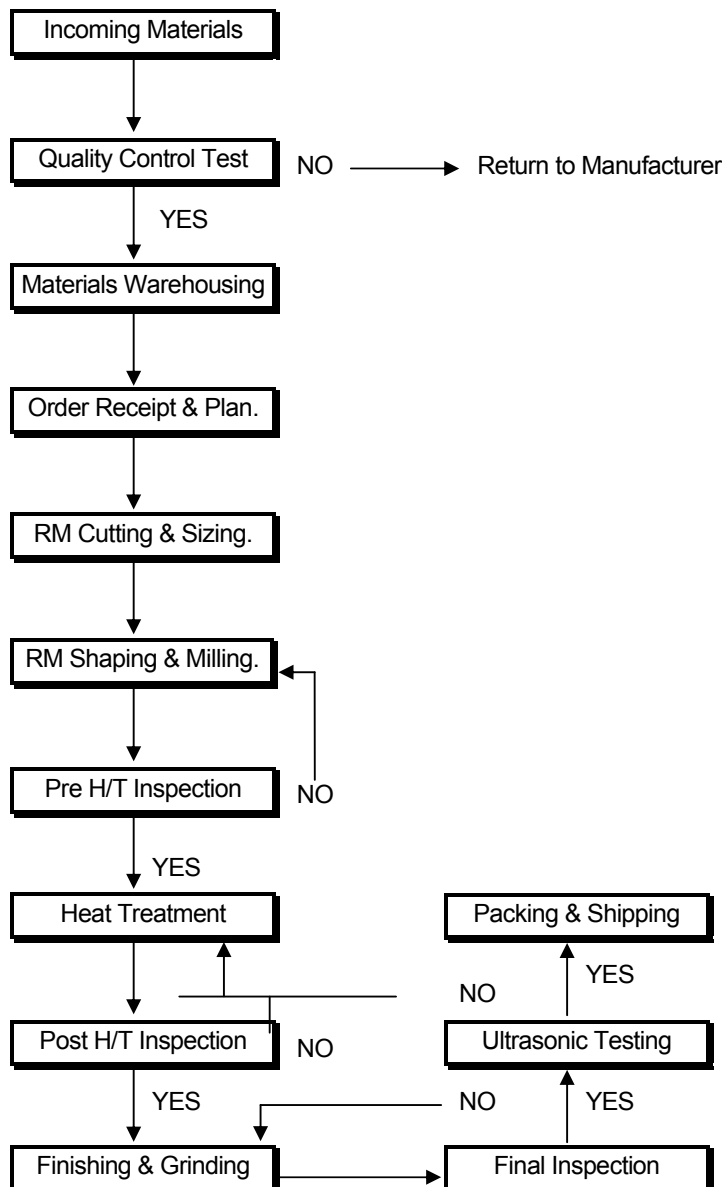 Incoming Materials
Quality Control Test
NO
Return to Manufacturer
YES
Materials Warehousing
Order Receipt & Plan.
RM Cutting & Sizing.
RM Shaping & Milling.
Pre H/T Inspection
NO
YES
Heat Treatment
Packing & Shipping
NO
YES
Post H/T Inspection
NO
Ultrasonic Testing
YES
NO
YES
Finishing & Grinding
Final Inspection